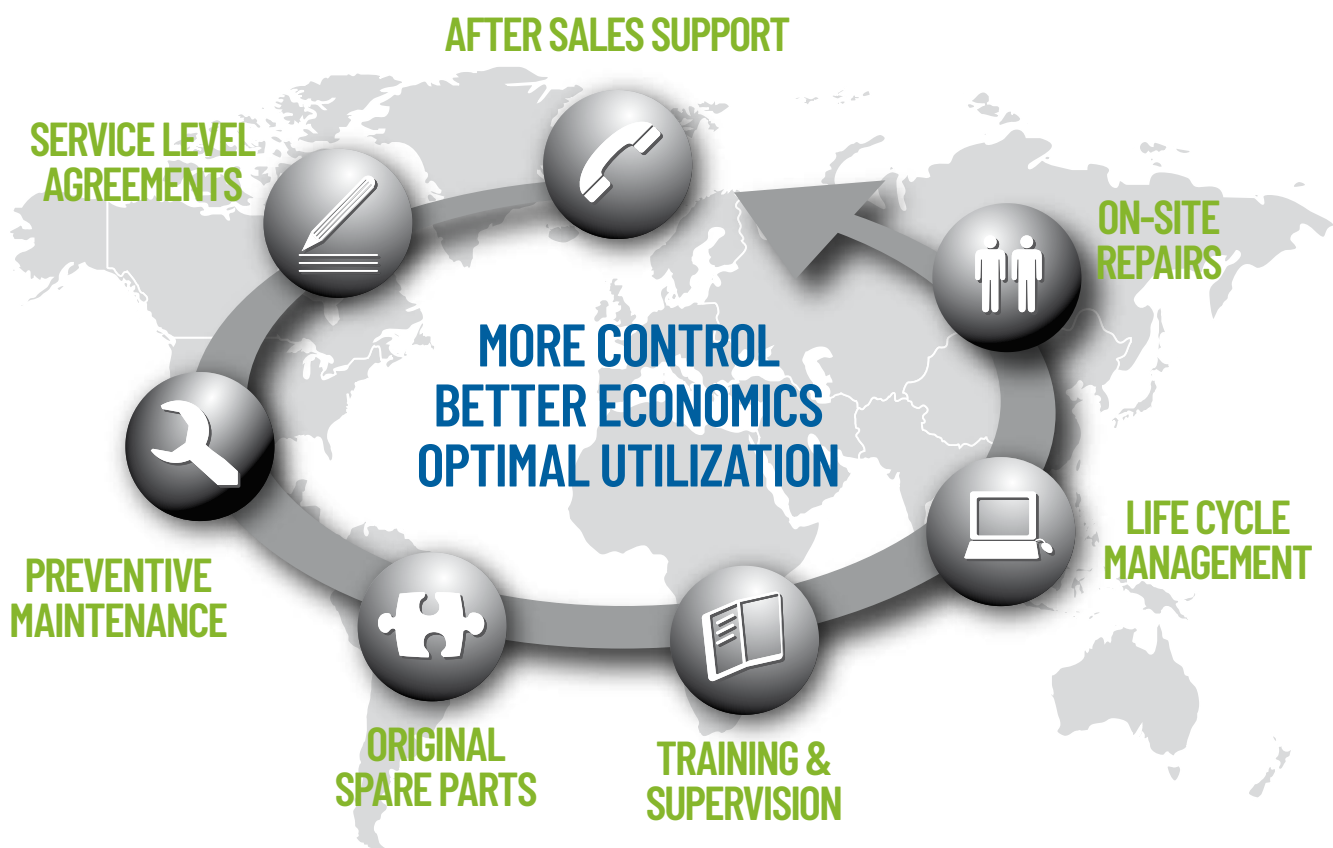 AFTER SALES SUPPORT
SERVICE LEVEL
AGREEMENTS
ON-SITE
REPAIRS
MORE CONTROL
BETTER ECONOMICS
OPTIMAL UTILIZATION
LIFE CYCLE
MANAGEMENT
PREVENTIVE
MAINTENANCE
ORIGINAL
SPARE PARTS
TRAINING &
SUPERVISION